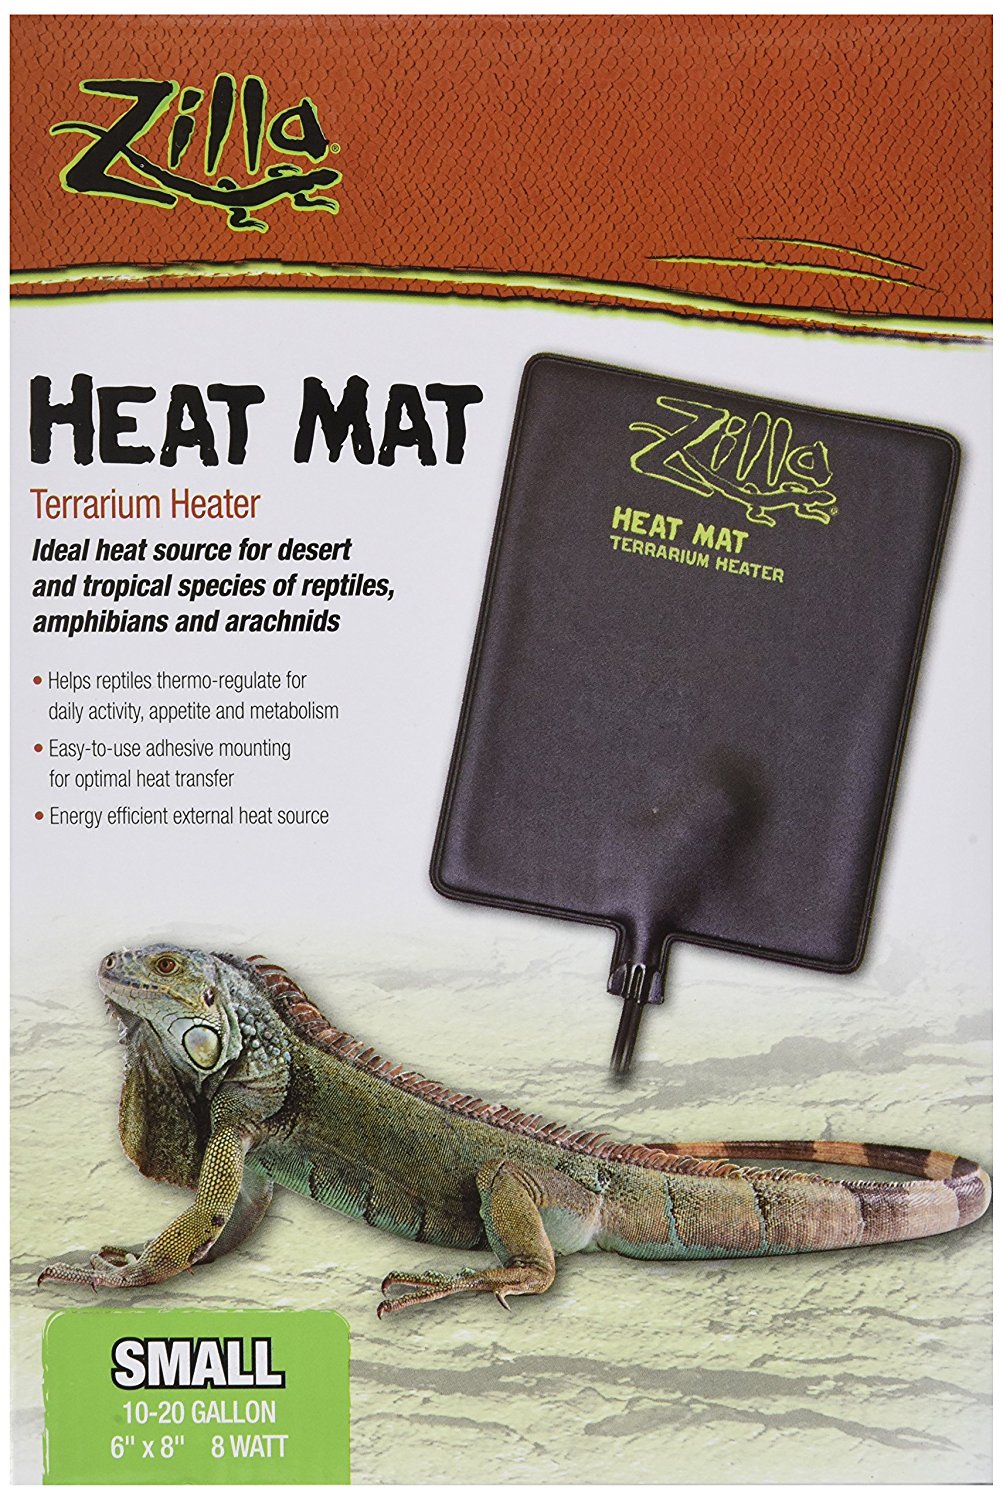 Zilla®
HEAT MAT
Terrarium Heater
Ideal heat source for desert
and tropical species of reptiles,
amphibians and arachnids
• Helps reptiles thermo-regulate for
daily activity, appetite and metabolism
• Easy-to-use adhesive mounting
for optimal heat transfer
• Energy efficient external heat source
Zilla®
HEAT MAT
TERRARIUM HEATER
SMALL
10-20 GALLON
6" x 8" 8 WATT